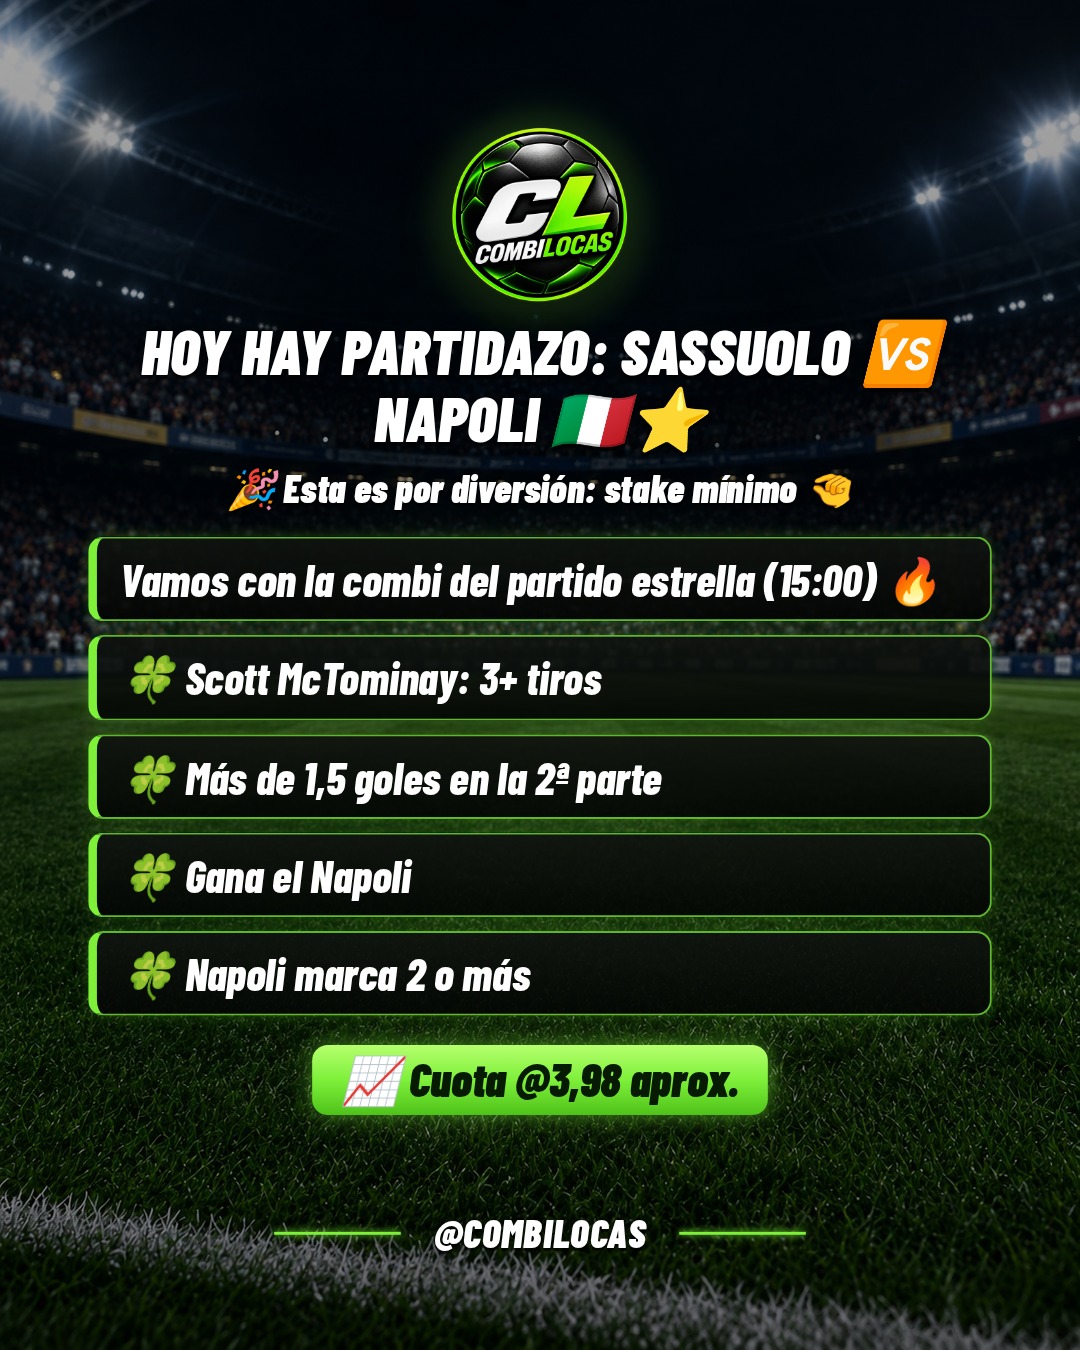 CL
COMBILOCAS
HOY HAY PARTIDAZO: SASSUOLO 🆚
NAPOLI 🇮🇹⭐
🎉 Esta es por diversión: stake mínimo 🤏
Vamos con la combi del partido estrella (15:00) 🔥
🍀 Scott McTominay: 3+ tiros
🍀 Más de 1,5 goles en la 2ª parte
🍀 Gana el Napoli
🍀 Napoli marca 2 o más
📈 Cuota @3,98 aprox.
@COMBILOCAS